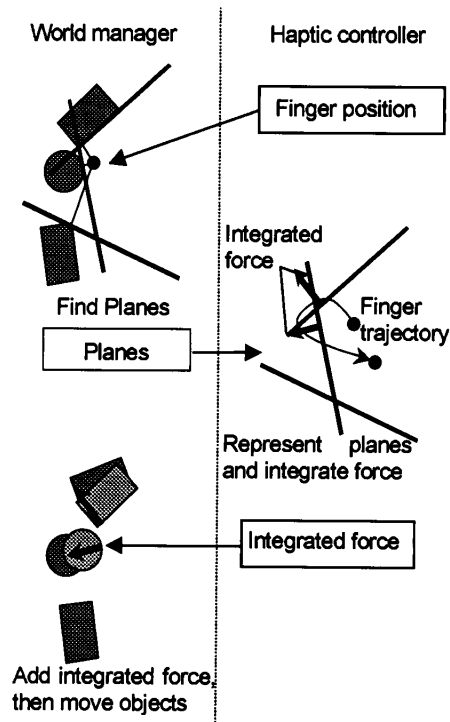 World manager
Haptic controller
Finger position
Integrated
force
Finger
trajectory
Find Planes
Planes
Represent planes
and integrate force
Integrated force
Add integrated force,
then move objects